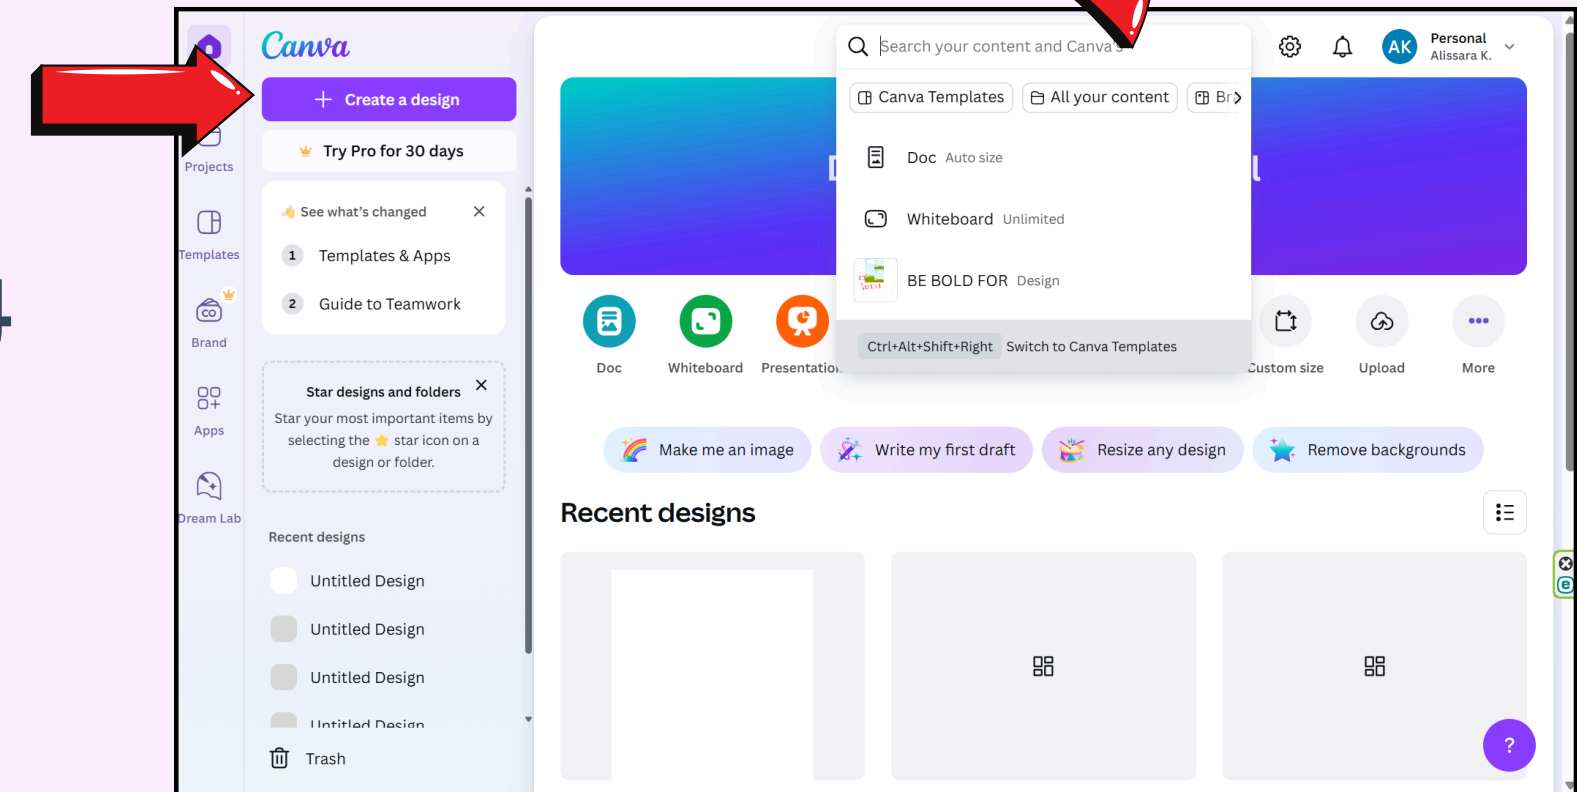 Canva
Create a design
Try Pro for 30 days
Projects
Templates
Brand
Apps
Dream Lab
See what's changed
1 Templates & Apps
2 Guide to Teamwork
Star designs and folders
Star your most important items by
selecting the star icon on a
design or folder.
Recent designs
Untitled Design
Untitled Design
Untitled Design
Untitled Design
Trash
Search your content and Canva's
AK
Personal
Alissara K.
Canva Templates
All your content
Doc Auto size
Whiteboard Unlimited
BE BOLD FOR Design
Ctrl+Alt+Shift+Right Switch to Canva Templates
Doc
Whiteboard
Presentation
Custom size
Upload
More
Make me an image
Write my first draft
Resize any design
Remove backgrounds
Recent designs
?